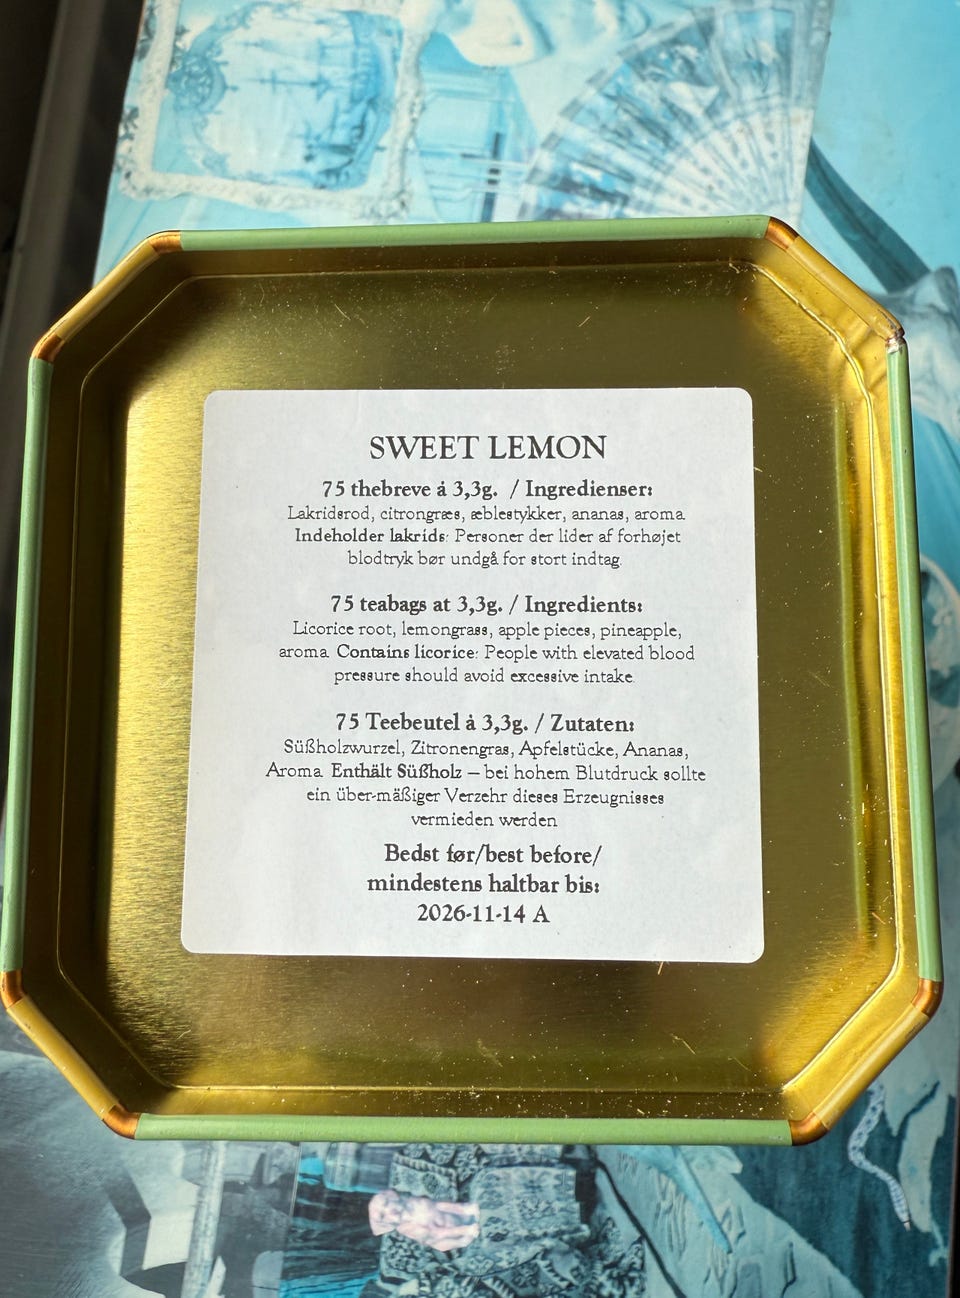 SWEET LEMON
75 thebreve á 3,3g. / Ingredienser:
Lakridsrod, citrongræs, æblestykker, ananas, aroma.
Indeholder lakrids: Personer der lider af forhøjet
blodtryk bør undgå for stort indtag.
75 teabags at 3,3g. / Ingredients:
Licorice root, lemongrass, apple pieces, pineapple,
aroma. Contains licorice: People with elevated blood
pressure should avoid excessive intake.
75 Teebeutel à 3,3g. / Zutaten:
Süßholzwurzel, Zitronengras, Apfelstücke, Ananas,
Aroma. Enthält Süßholz – bei hohem Blutdruck sollte
ein über-mäßiger Verzehr dieses Erzeugnisses
vermieden werden
Bedst før/best before/
mindestens haltbar bis:
2026-11-14 A